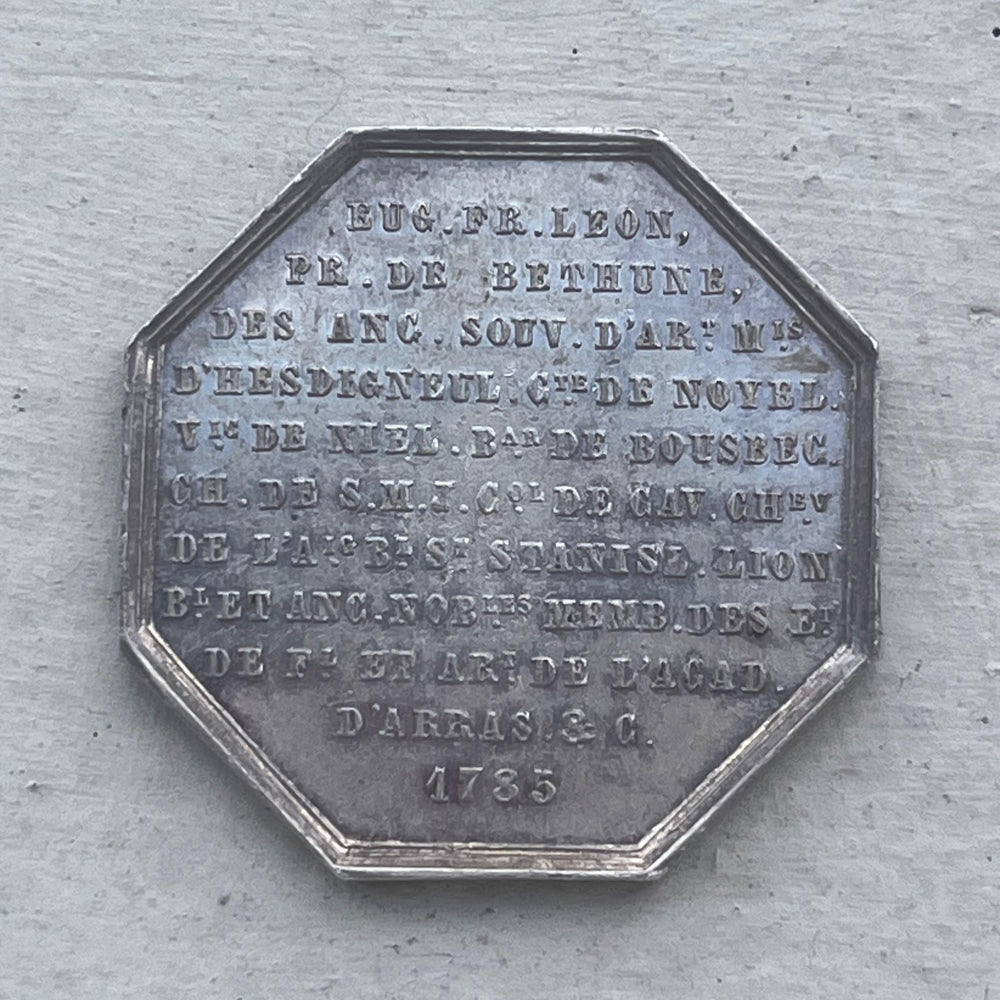 EUG.FR.LEON,
PR.DE BETHUNE,
DES ANC.SOUV.D'ART. MIS
D'HESDIGNEUL.CTE DE NOYEL.
VIC DE NIEL.BAR DE BOUSBEC.
CH.DE S.M.I.COL DE CAV.CHEV
DE L'AIG BL ST STANISL.LION
BL ET ANC.NOBLES MEMB.DES ET
DE FL ET ART DE L'ACAD.
D'ARRAS.&C.
1785